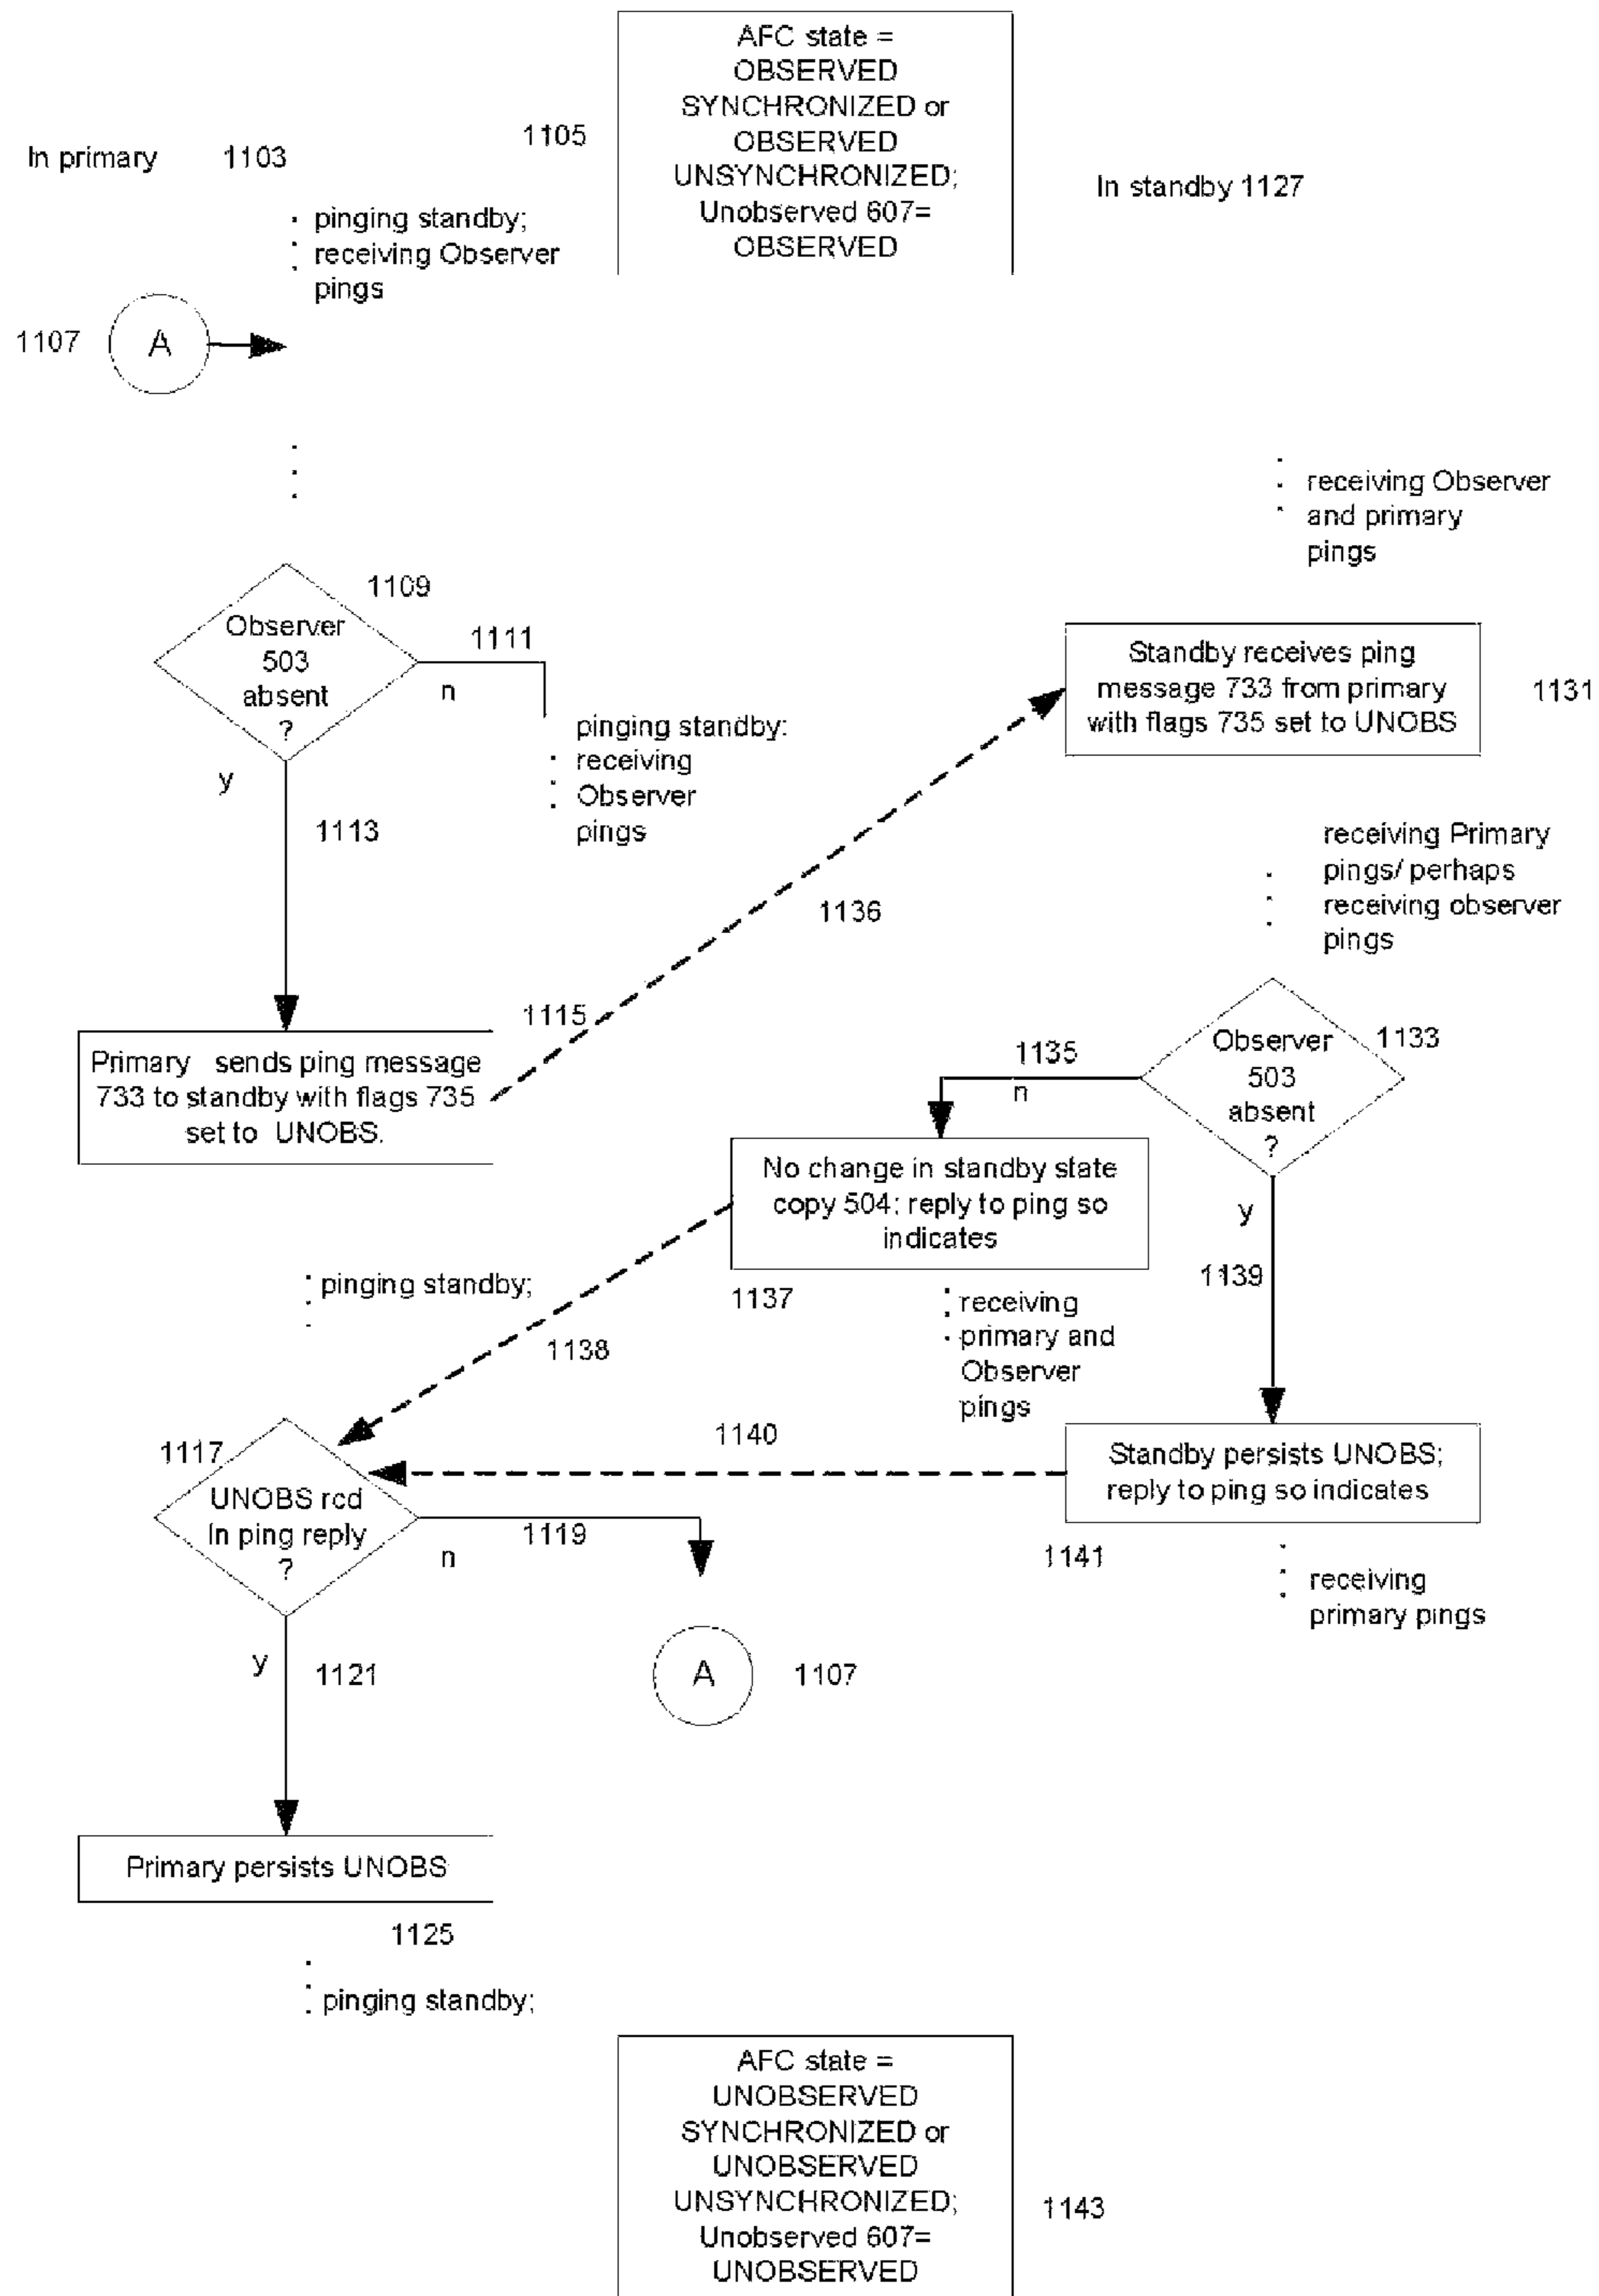 AFC state =
OBSERVED
SYNCHRONIZED or
OBSERVED
UNSYNCHRONIZED;
Unobserved 607=
OBSERVED
1105
In primary 1103
In standby 1127
pinging standby;
receiving Observer
pings
1107
A
receiving Observer
and primary
pings
1109
Observer
503
absent
?
1111
n
y
1113
pinging standby:
receiving
Observer
pings
Standby receives ping
message 733 from primary
with flags 735 set to UNOBS
1131
1136
receiving Primary
pings/ perhaps
receiving observer
pings
1115
Primary sends ping message
733 to standby with flags 735
set to UNOBS.
1133
Observer
503
absent
?
1135
n
y
1139
No change in standby state
copy 504; reply to ping so
indicates
1137
receiving
primary and
Observer
pings
pinging standby;
1138
1140
Standby persists UNOBS;
reply to ping so indicates
1141
receiving
primary pings
1117
UNOBS rcd
In ping reply
?
1119
n
y
1121
A
1107
Primary persists UNOBS
1125
pinging standby;
AFC state =
UNOBSERVED
SYNCHRONIZED or
UNOBSERVED
UNSYNCHRONIZED;
Unobserved 607=
UNOBSERVED
1143